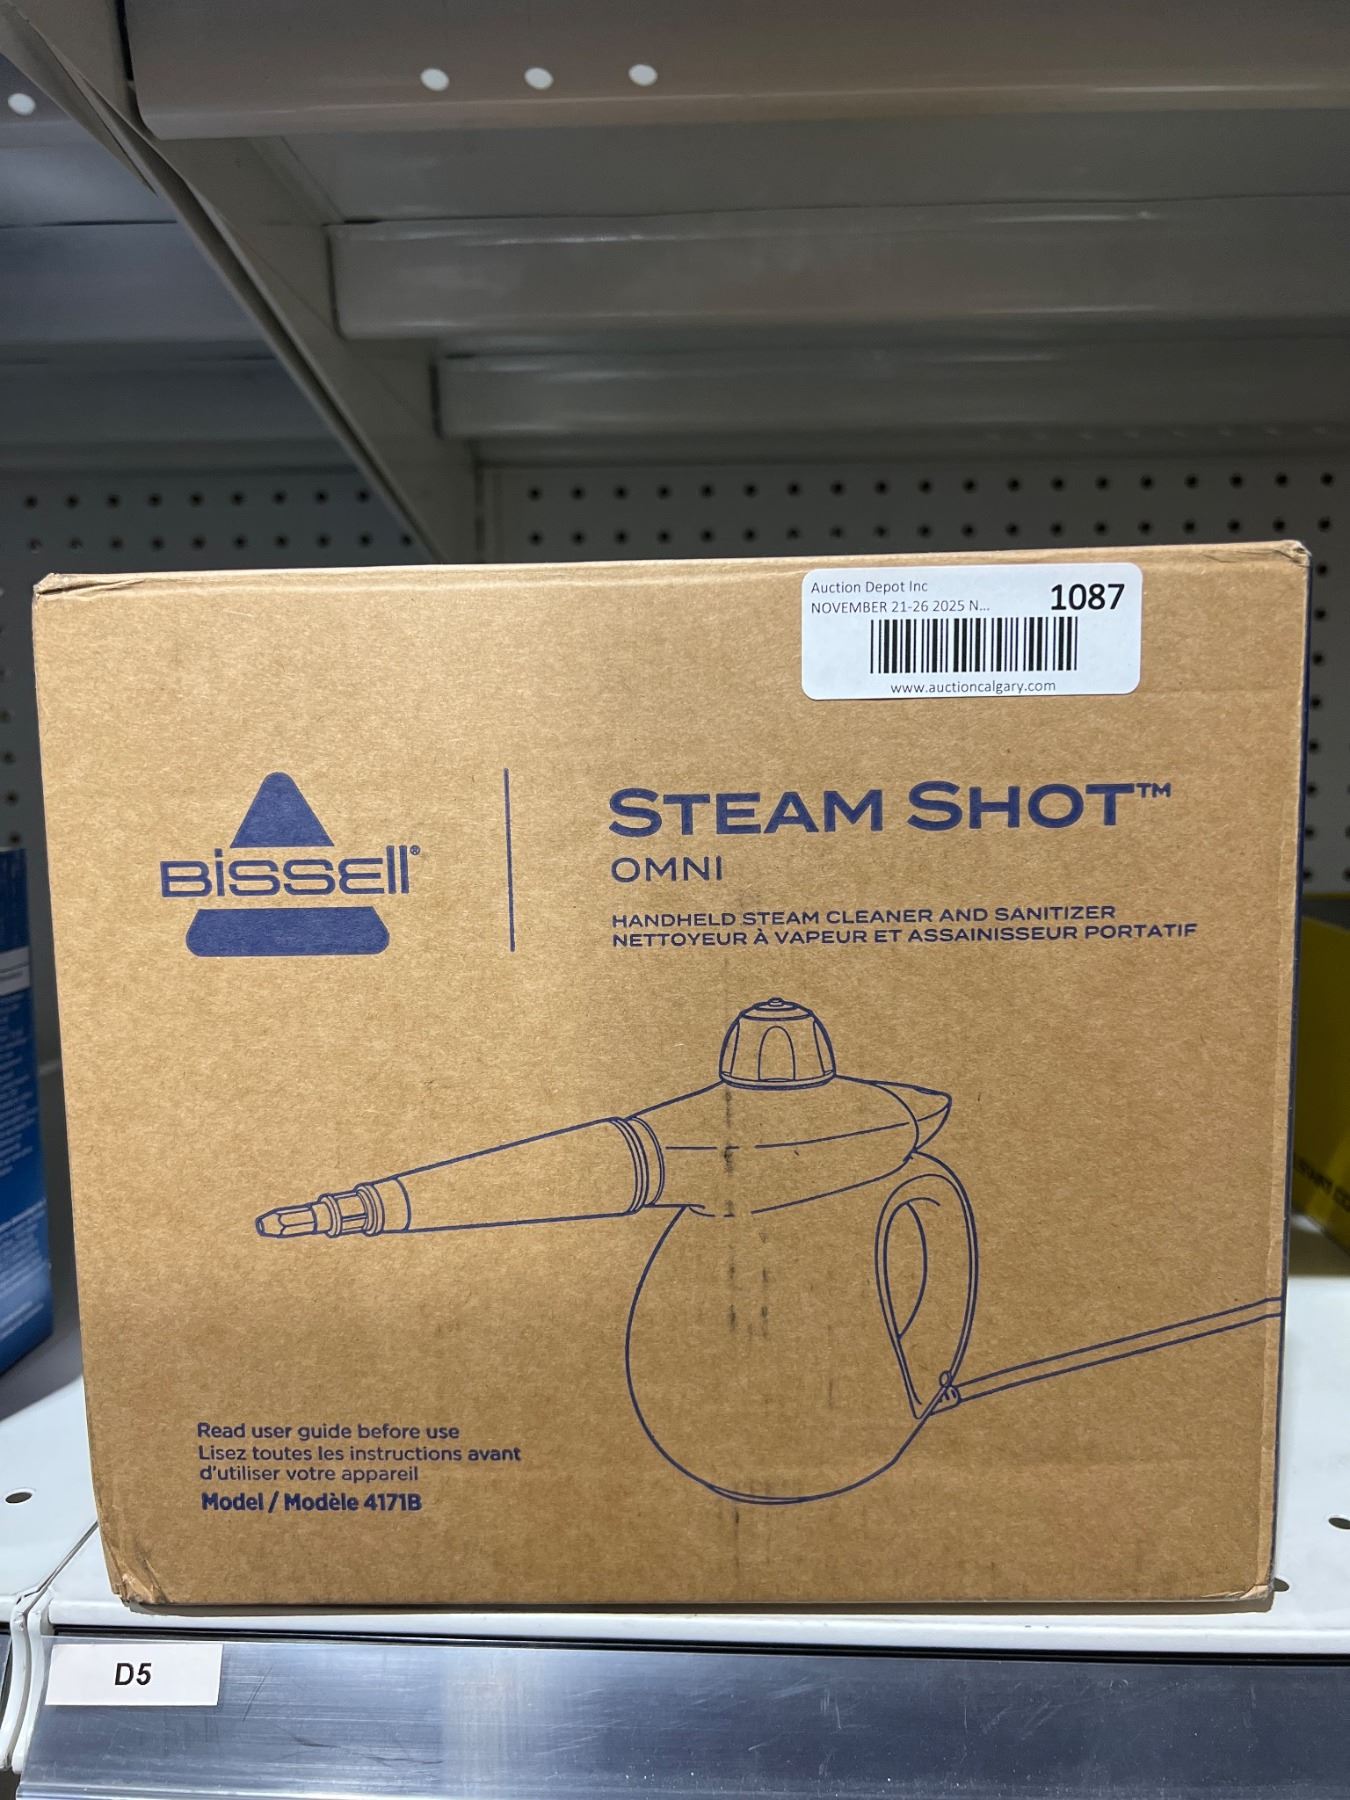 Auction Depot Inc
NOVEMBER 21-26 2025 N...
1087
www.auctioncalgary.com
BISSELL®
STEAM SHOT™
OMNI
HANDHELD STEAM CLEANER AND SANITIZER
NETTOYEUR À VAPEUR ET ASSAINISSEUR PORTATIF
Read user guide before use
Lisez toutes les instructions avant
d'utiliser votre appareil
Model / Modèle 4171B
D5